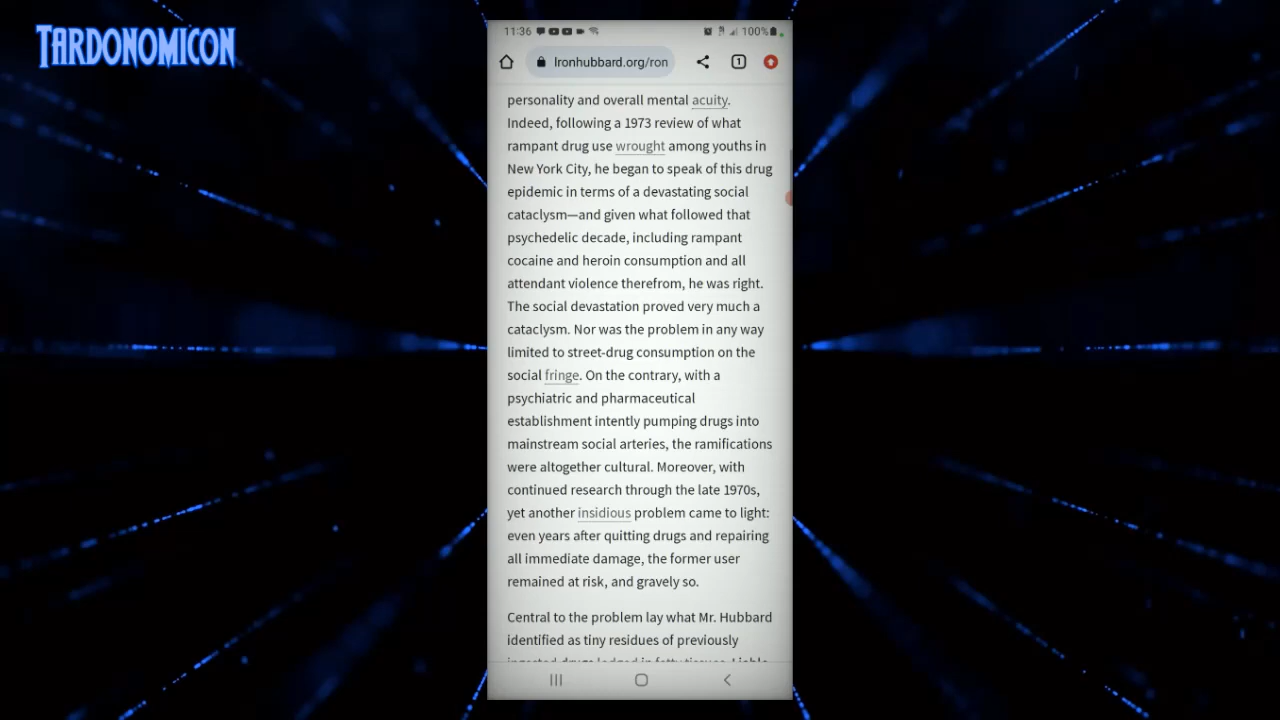 TARDONOMICON
11:36
100%
lronhubbard.org/ron
1
personality and overall mental acuity.
Indeed, following a 1973 review of what
rampant drug use wrought among youths in
New York City, he began to speak of this drug
epidemic in terms of a devastating social
cataclysm—and given what followed that
psychedelic decade, including rampant
cocaine and heroin consumption and all
attendant violence therefrom, he was right.
The social devastation proved very much a
cataclysm. Nor was the problem in any way
limited to street-drug consumption on the
social fringe. On the contrary, with a
psychiatric and pharmaceutical
establishment intently pumping drugs into
mainstream social arteries, the ramifications
were altogether cultural. Moreover, with
continued research through the late 1970s,
yet another insidious problem came to light:
even years after quitting drugs and repairing
all immediate damage, the former user
remained at risk, and gravely so.
Central to the problem lay what Mr. Hubbard
identified as tiny residues of previously